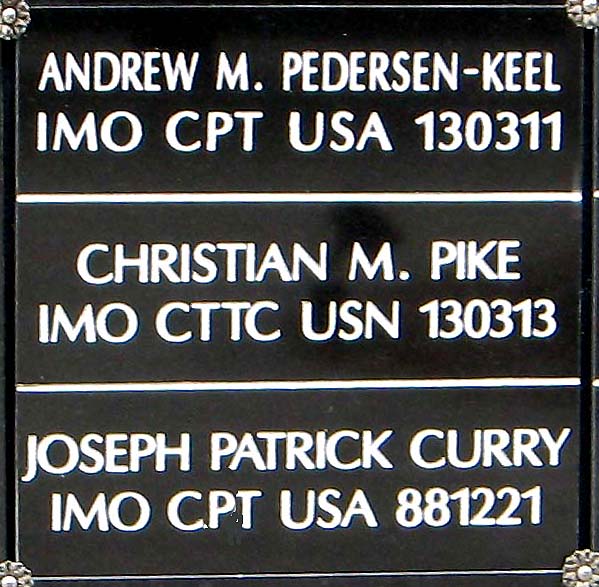 ANDREW M. PEDERSEN-KEEL
IMO CPT USA 130311
CHRISTIAN M. PIKE
IMO CTTC USN 130313
JOSEPH PATRICK CURRY
IMO CPT USA 881221